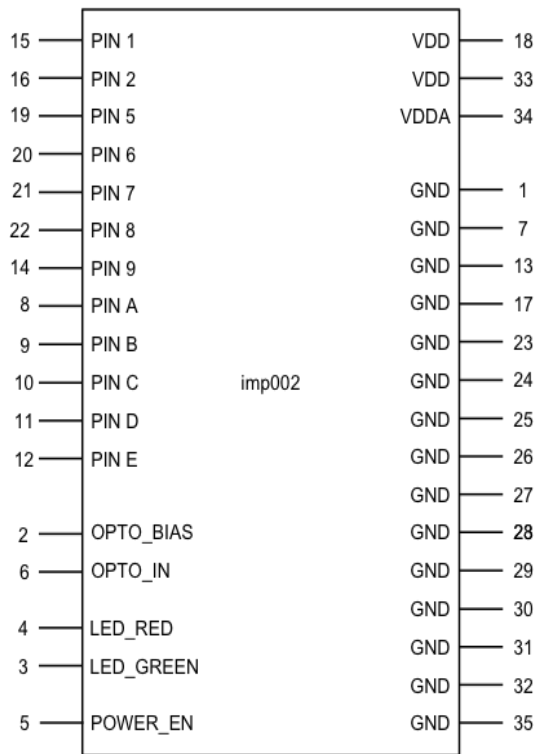 15 PIN 1 VDD 18
16 PIN 2 VDD 33
19 PIN 5 VDDA 34
20 PIN 6
21 PIN 7 GND 1
22 PIN 8 GND 7
14 PIN 9 GND 13
8 PIN A GND 17
9 PIN B GND 23
10 PIN C imp002 GND 24
11 PIN D GND 25
12 PIN E GND 26
GND 27
2 OPTO_BIAS GND 28
6 OPTO_IN GND 29
GND 30
4 LED_RED
GND 31
3 LED_GREEN
GND 32
5 POWER_EN GND 35